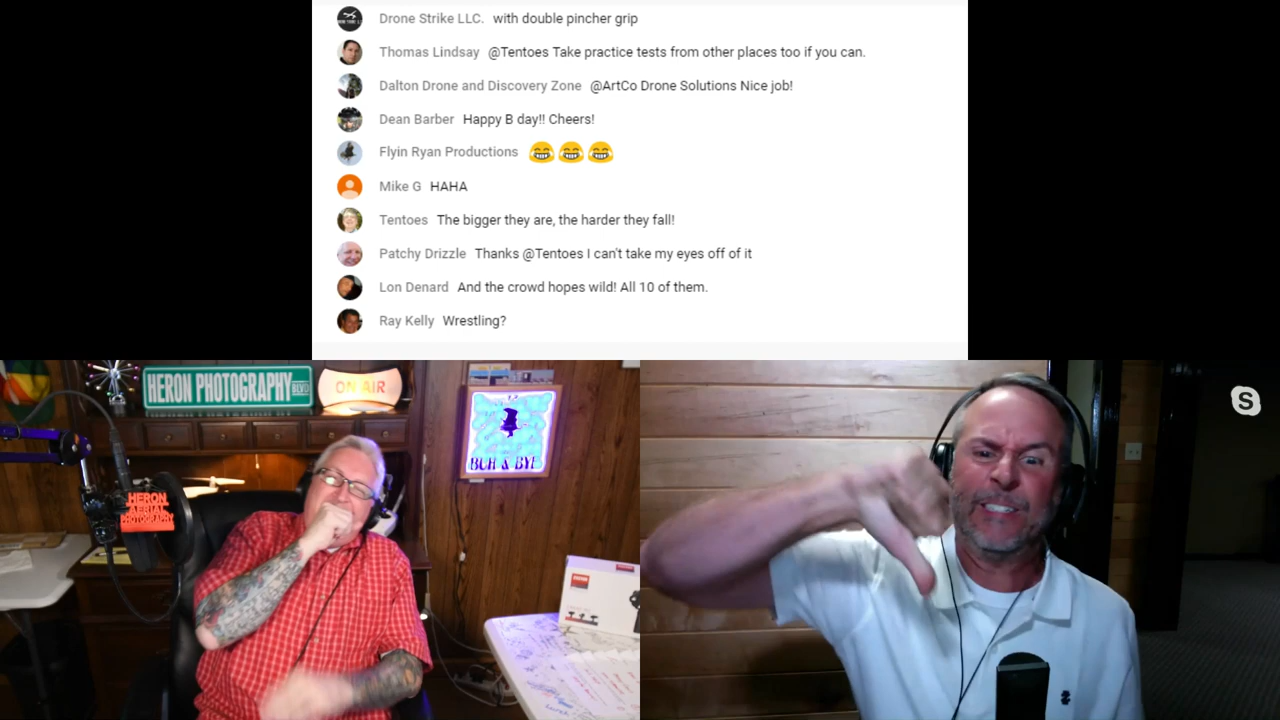 Drone Strike LLC. with double pincher grip
Thomas Lindsay @Tentoes Take practice tests from other places too if you can.
Dalton Drone and Discovery Zone @ArtCo Drone Solutions Nice job!
Dean Barber Happy B day!! Cheers!
Flyin Ryan Productions 😂😂😂
Mike G HAHA
Tentoes The bigger they are, the harder they fall!
Patchy Drizzle Thanks @Tentoes I can't take my eyes off of it
Lon Denard And the crowd hopes wild! All 10 of them.
Ray Kelly Wrestling?
HERON PHOTOGRAPHY BLVD
ON AIR
BUH & BYE
HERON
AERIAL
PHOTOGRAPHY
S